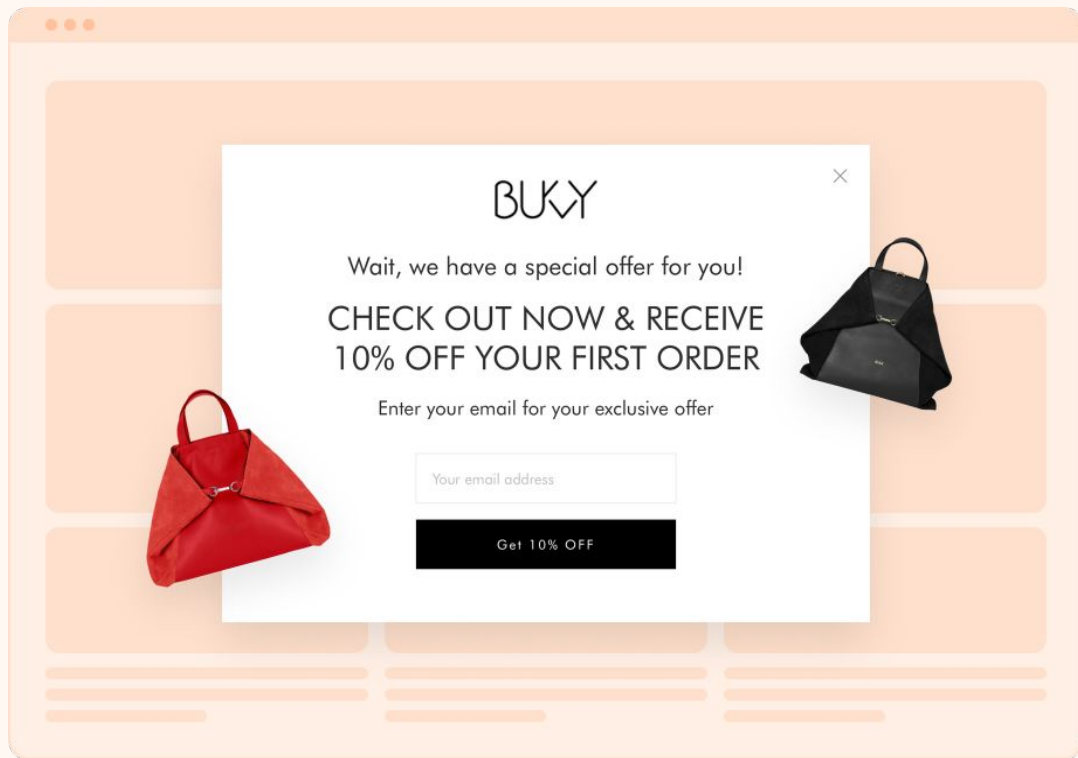 BUKVY
Wait, we have a special offer for you!
CHECK OUT NOW & RECEIVE
10% OFF YOUR FIRST ORDER
Enter your email for your exclusive offer
Your email address
Get 10% OFF